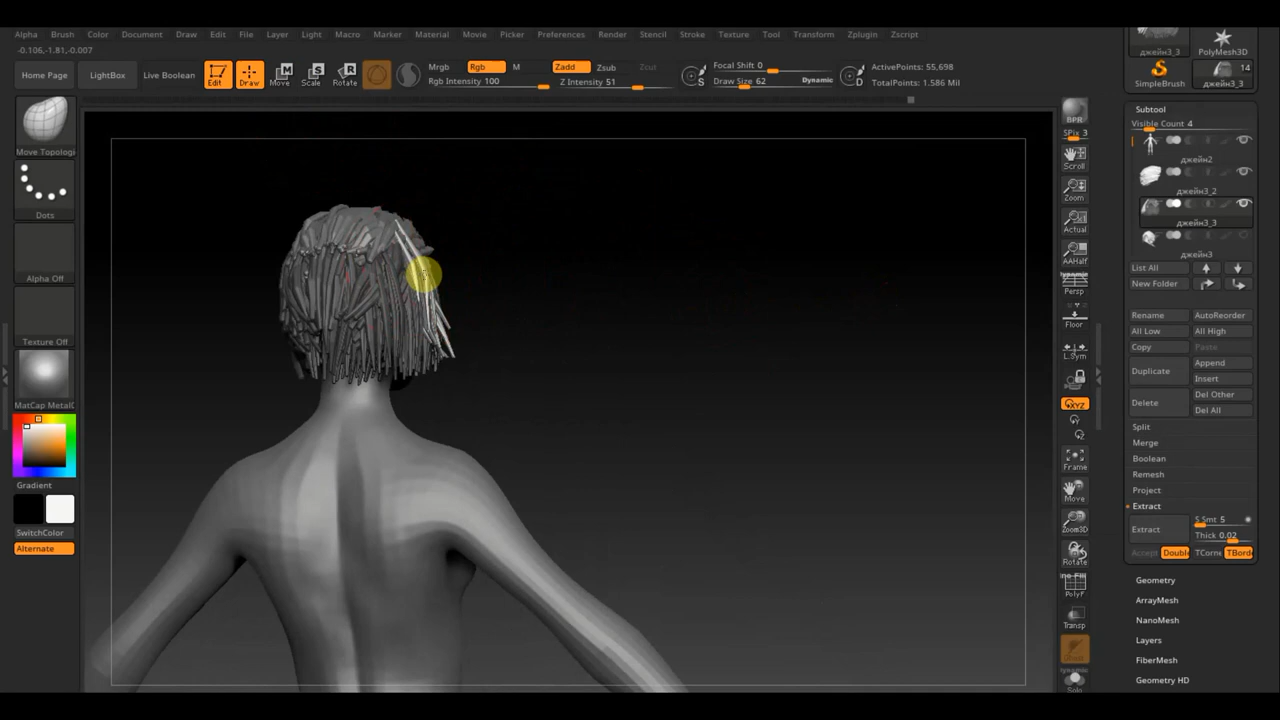 Alpha Brush Color Document Draw Edit File Layer Light Macro Marker Material Movie Picker Preferences Render Stencil Stroke Texture Tool Transform Zplugin Zscript
-0.106,-1.81,-0.007
Home Page LightBox Live Boolean Edit Draw Move Scale Rotate
Mrgb Rgb M Zadd Zsub Zcut
Rgb Intensity 100 Z Intensity 51
Focal Shift 0
Draw Size 62 Dynamic
ActivePoints: 55,698
TotalPoints: 1.586 Mil
джейн3_3 PolyMesh3D
14
SimpleBrush джейн3_3
Move Topologi
Dots
Alpha Off
Texture Off
MatCap MetalC
Gradient
SwitchColor
Alternate
BPR
SPix 3
Scroll
Zoom
Actual
AAHalf
Dynamic
Persp
Floor
L.Sym
XYZ
Y
Z
Frame
Move
Zoom3D
Rotate
PolyF
Transp
Ghost
Dynamic
Solo
Subtool
Visible Count 4
джейн2
джейн3_2
джейн3_3
джейн3
List All
New Folder
Rename AutoReorder
All Low All High
Copy Paste
Duplicate Append
Insert
Delete Del Other
Del All
Split
Merge
Boolean
Remesh
Project
Extract
Extract S Smt 5
Thick 0.02
Accept Doubl TCorne TBorde
Geometry
ArrayMesh
NanoMesh
Layers
FiberMesh
Geometry HD